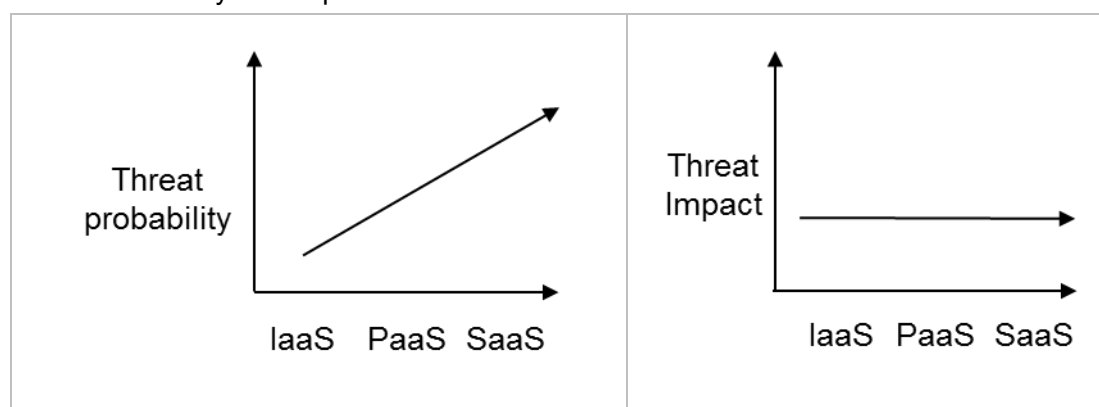 Threat
probability
IaaS PaaS SaaS
Threat
Impact
IaaS PaaS SaaS